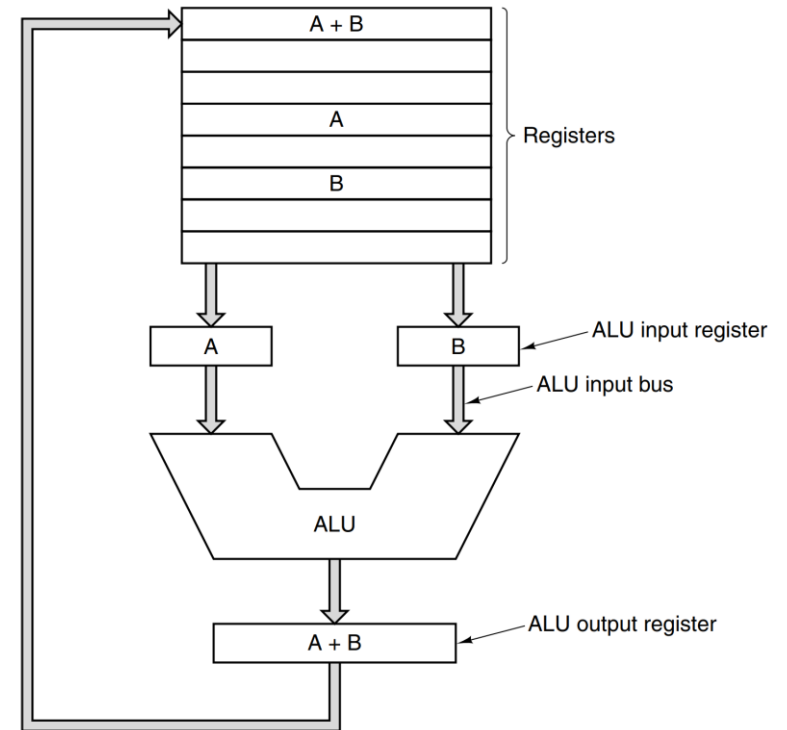 A + B
A
Registers
B
A
B
ALU input register
ALU input bus
ALU
A + B
ALU output register